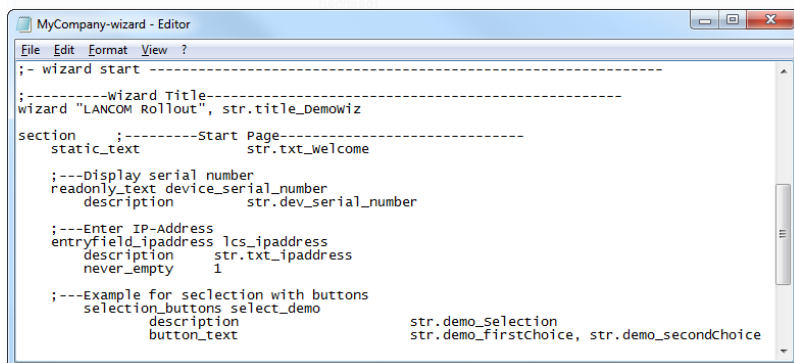 MyCompany-wizard - Editor
File Edit Format View ?
;- wizard start ----------------------------------------------------------------
;----------Wizard Title----------------------------------------------------
wizard "LANCOM Rollout", str.title_DemoWiz
section ;---------Start Page-------------------------------
static_text str.txt_Welcome
;---Display serial number
readonly_text device_serial_number
description str.dev_serial_number
;---Enter IP-Address
entryfield_ipaddress lcs_ipaddress
description str.txt_ipaddress
never_empty 1
;---Example for seclection with buttons
selection_buttons select_demo
description str.demo_Selection
button_text str.demo_firstChoice, str.demo_secondChoice